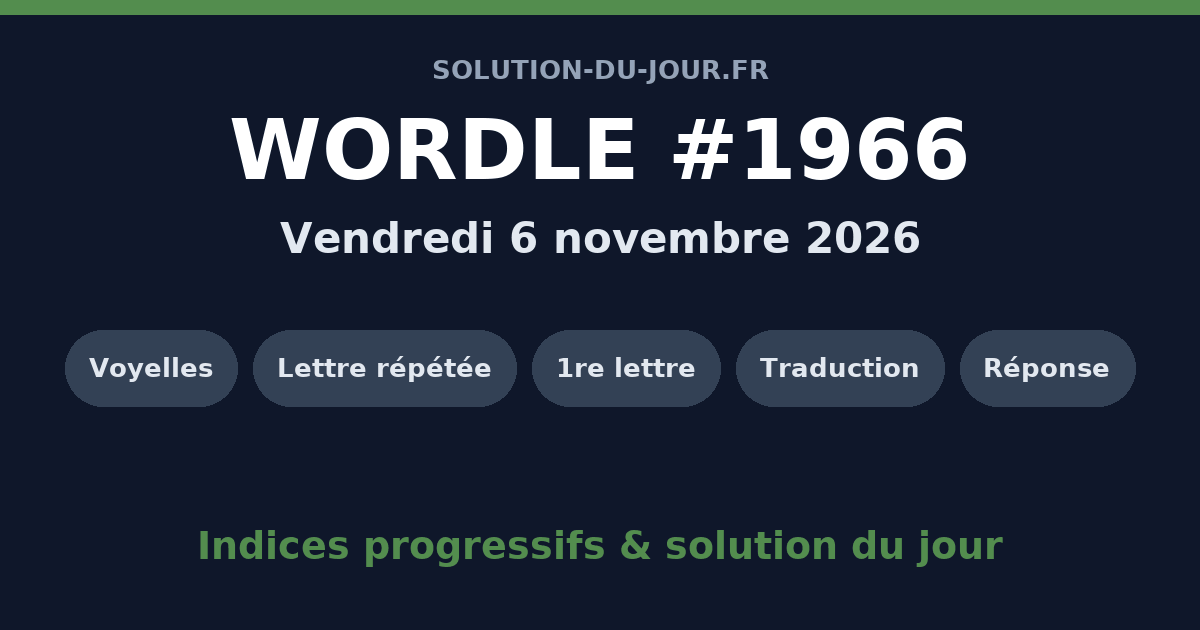 SOLUTION-DU-JOUR.FR
WORDLE #1966
Vendredi 6 novembre 2026
Voyelles Lettre répétée 1re lettre Traduction Réponse
Indices progressifs & solution du jour